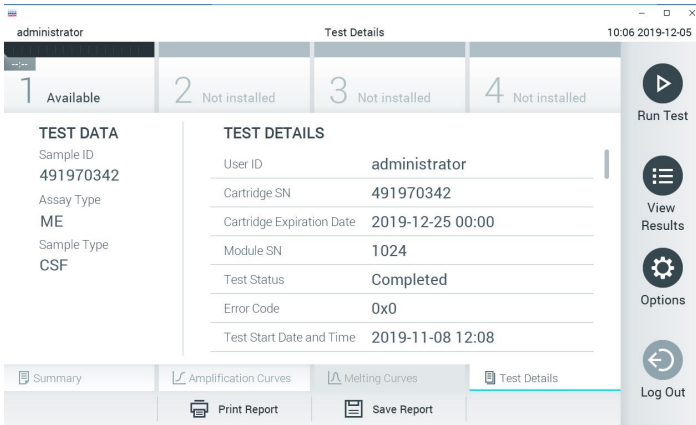 administrator
Test Details
10:06 2019-12-05
--:--
1 Available
2 Not installed
3 Not installed
4 Not installed
Run Test
View Results
Options
Log Out
TEST DATA
Sample ID
491970342
Assay Type
ME
Sample Type
CSF
TEST DETAILS
User ID administrator
Cartridge SN 491970342
Cartridge Expiration Date 2019-12-25 00:00
Module SN 1024
Test Status Completed
Error Code 0x0
Test Start Date and Time 2019-11-08 12:08
Summary
Amplification Curves
Melting Curves
Test Details
Print Report
Save Report